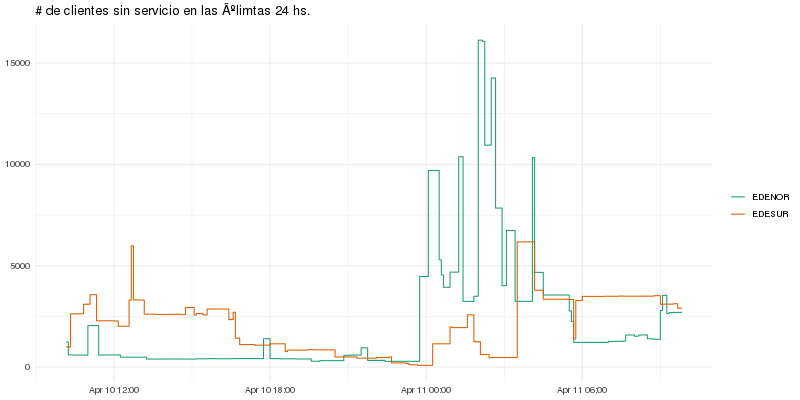 # de clientes sin servicio en las Ãºlimtas 24 hs.
15000
10000
5000
0
Apr 10 12:00
Apr 10 18:00
Apr 11 00:00
Apr 11 06:00
EDENOR
EDESUR